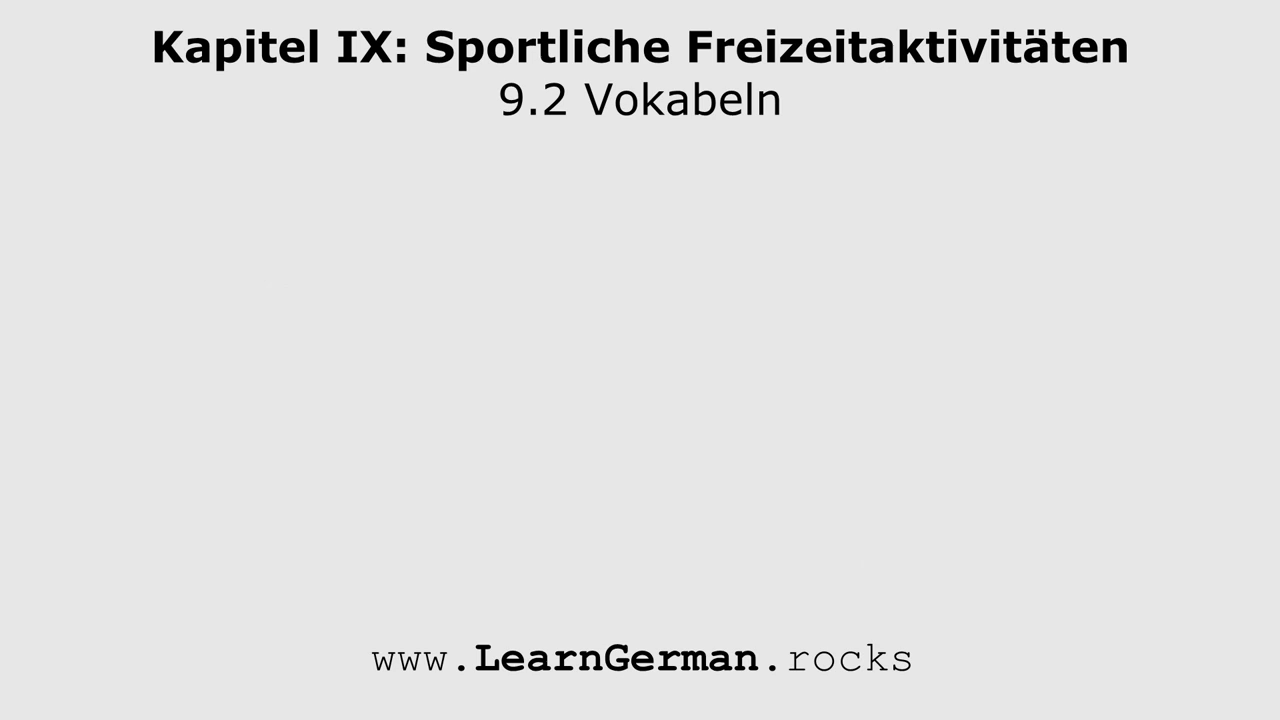 Kapitel IX: Sportliche Freizeitaktivitäten
9.2 Vokabeln
www.LearnGerman.rocks